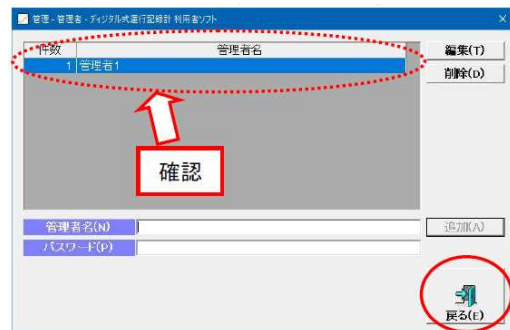 管理 - 管理者 - ディジタル式運行記録計 利用者ソフト
件数 管理者名 編集(T)
1 管理者1 削除(D)
確認
管理者名(N) 追加(A)
パスワード(P)
戻る(E)